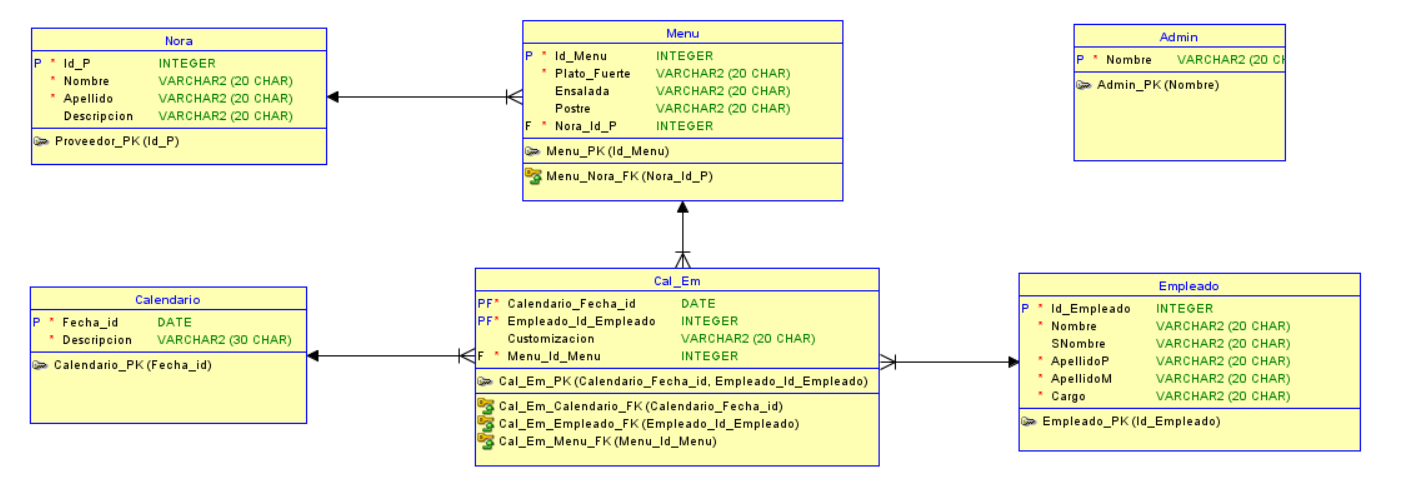 Nora
P * Id_P INTEGER
* Nombre VARCHAR2 (20 CHAR)
* Apellido VARCHAR2 (20 CHAR)
Descripcion VARCHAR2 (20 CHAR)
Proveedor_PK (Id_P)
Menu
P * Id_Menu INTEGER
* Plato_Fuerte VARCHAR2 (20 CHAR)
Ensalada VARCHAR2 (20 CHAR)
Postre VARCHAR2 (20 CHAR)
F * Nora_Id_P INTEGER
Menu_PK (Id_Menu)
Menu_Nora_FK (Nora_Id_P)
Admin
P * Nombre VARCHAR2 (20 CH
Admin_PK (Nombre)
Calendario
P * Fecha_id DATE
* Descripcion VARCHAR2 (30 CHAR)
Calendario_PK (Fecha_id)
Cal_Em
PF* Calendario_Fecha_id DATE
PF* Empleado_Id_Empleado INTEGER
Customizacion VARCHAR2 (20 CHAR)
F * Menu_Id_Menu INTEGER
Cal_Em_PK (Calendario_Fecha_id, Empleado_Id_Empleado)
Cal_Em_Calendario_FK (Calendario_Fecha_id)
Cal_Em_Empleado_FK (Empleado_Id_Empleado)
Cal_Em_Menu_FK (Menu_Id_Menu)
Empleado
P * Id_Empleado INTEGER
* Nombre VARCHAR2 (20 CHAR)
SNombre VARCHAR2 (20 CHAR)
* ApellidoP VARCHAR2 (20 CHAR)
* ApellidoM VARCHAR2 (20 CHAR)
* Cargo VARCHAR2 (20 CHAR)
Empleado_PK (Id_Empleado)